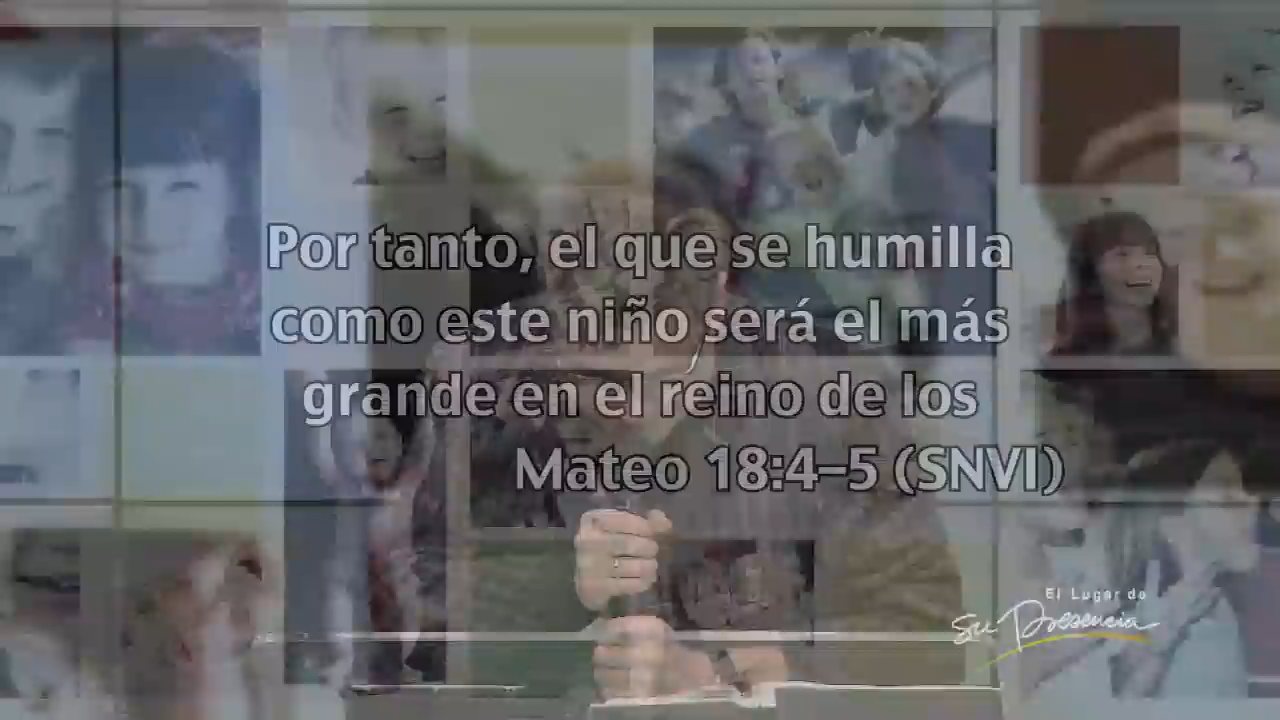 Por tanto, el que se humilla
como este niño será el más
grande en el reino de los
Mateo 18:4–5 (SNVI)
El Lugar de
Su Presencia